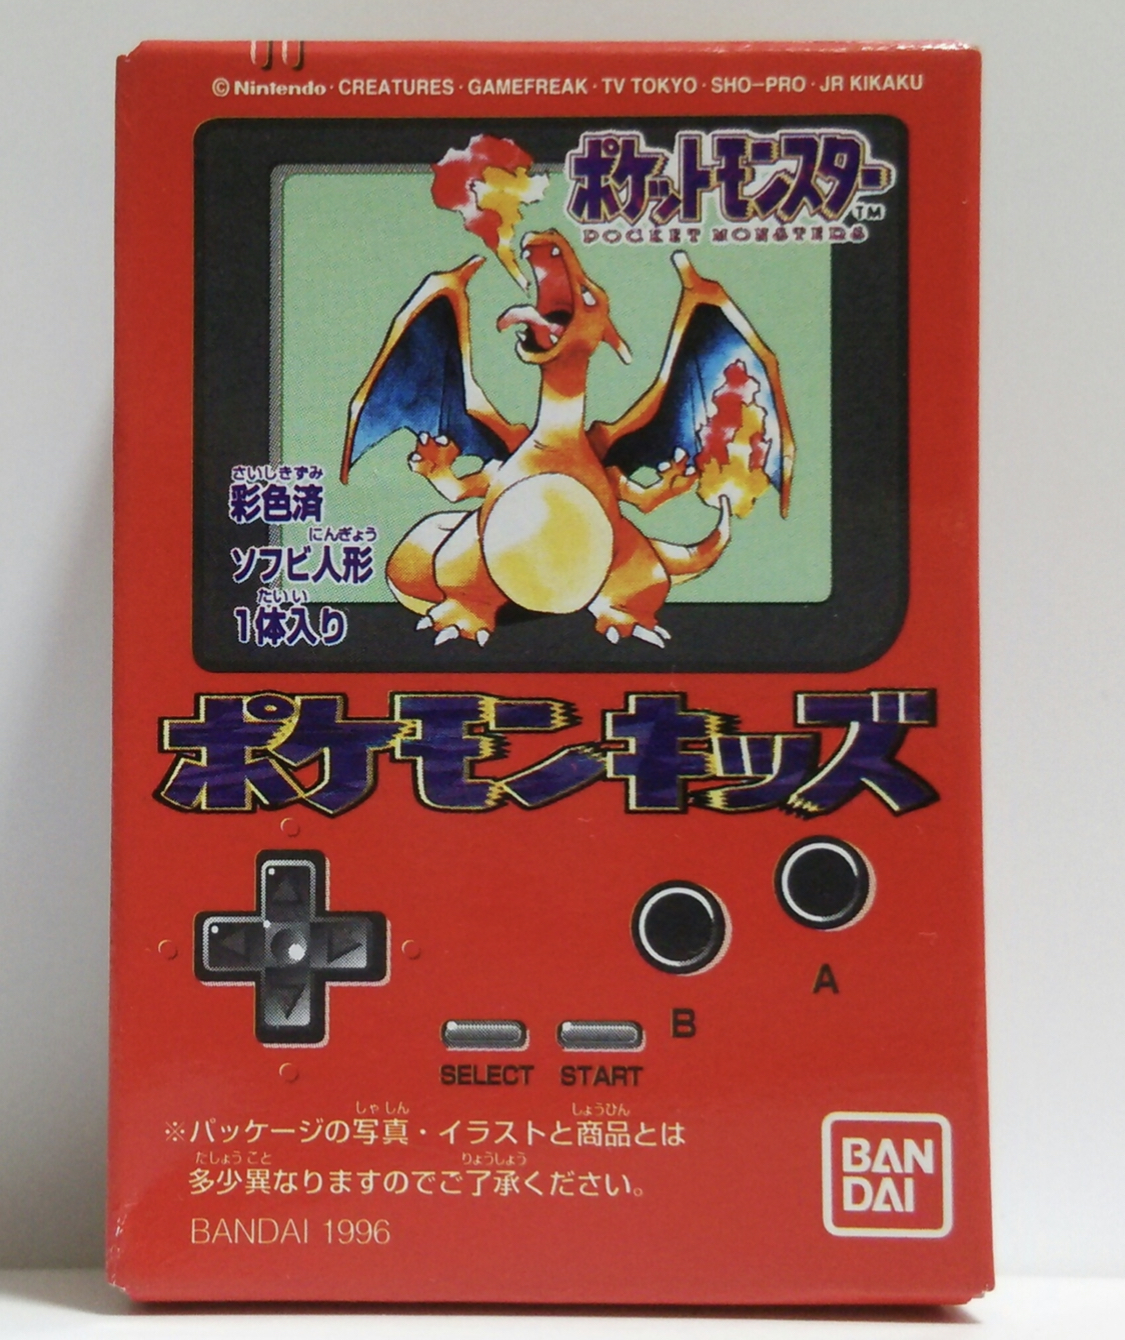 ©Nintendo・CREATURES・GAMEFREAK・TV TOKYO・SHO-PRO・JR KIKAKU
ポケットモンスター™
POCKET MONSTERS
さいしきずみ
彩色済
にんぎょう
ソフビ人形
たいい
1体入り
ポケモンキッズ
A
B
SELECT START
しゃしん しょうひん
※パッケージの写真・イラストと商品とは
たしょうこと りょうしょう
多少異なりますのでご了承ください。
BANDAI 1996
BAN
DAI